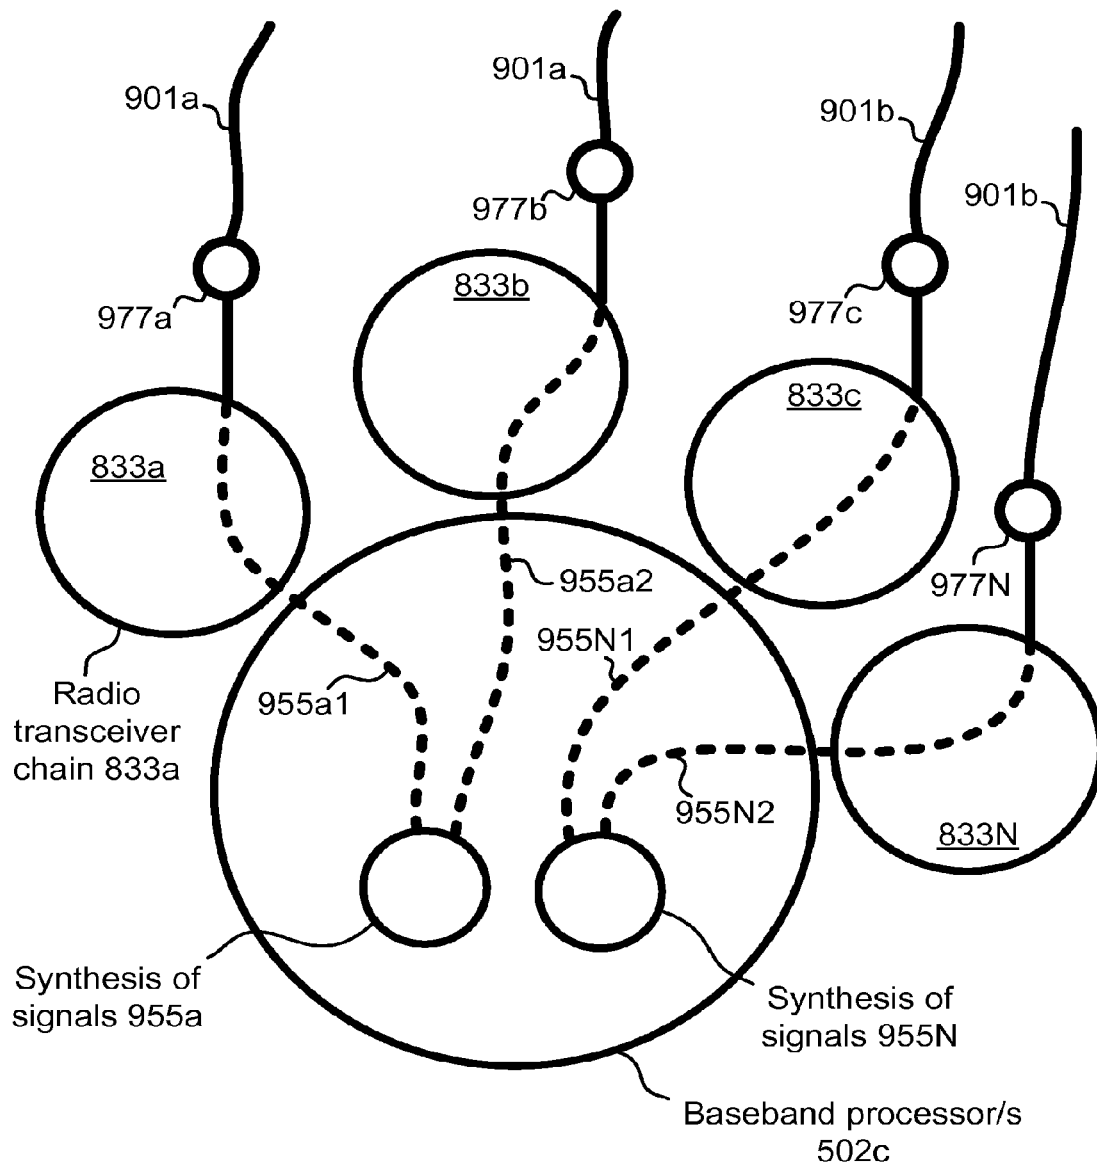 901a
901a
901b
901b
977a
977b
977c
977N
833a
833b
833c
833N
955a1
955a2
955N1
955N2
Radio
transceiver
chain 833a
Synthesis of
signals 955a
Synthesis of
signals 955N
Baseband processor/s
502c